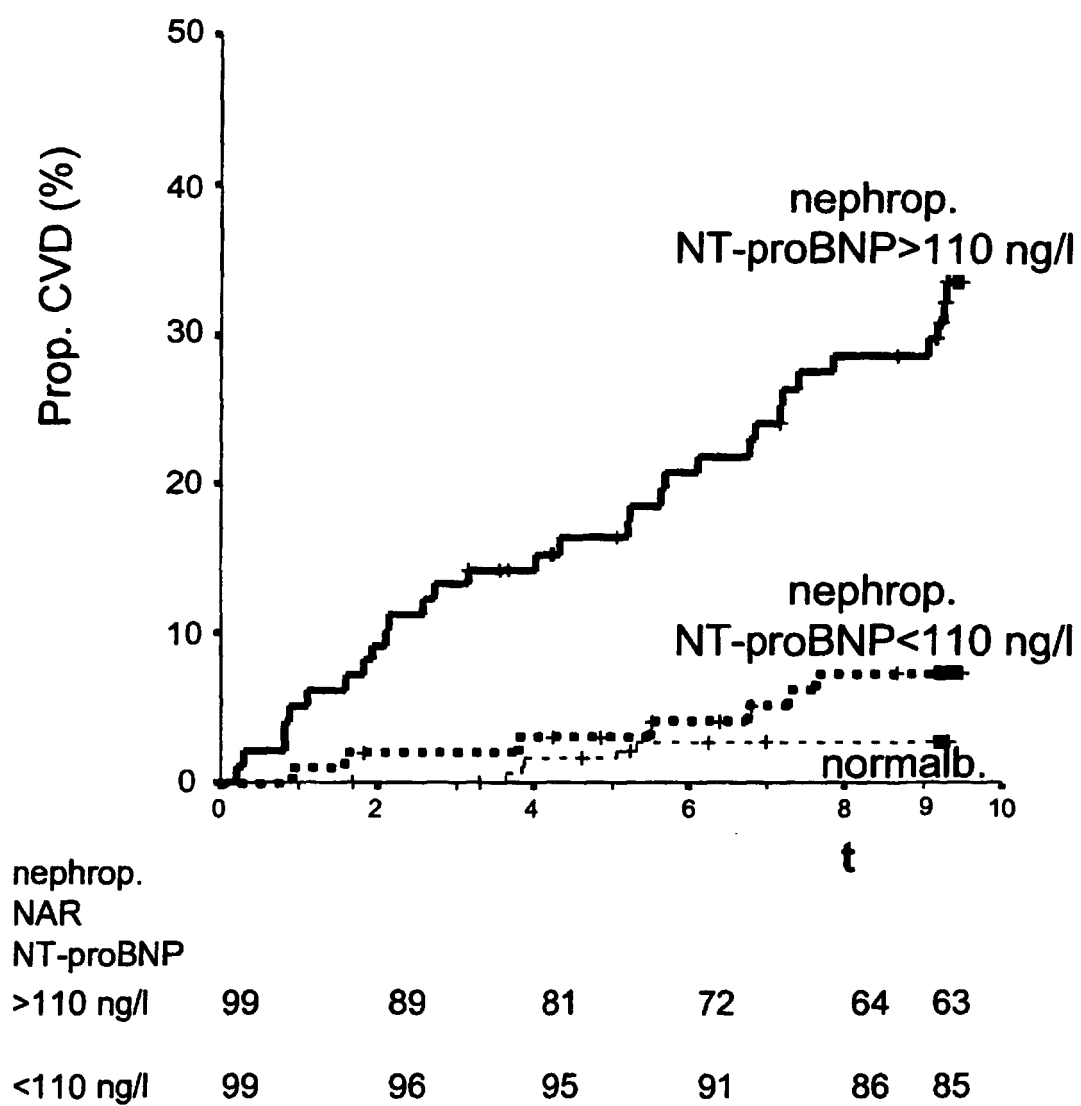 50
40
30
20
10
0
Prop. CVD (%)
nephrop.
NT-proBNP>110 ng/l
nephrop.
NT-proBNP<110 ng/l
normalb.
0 2 4 6 8 9 10
t
nephrop.
NAR
NT-proBNP
>110 ng/l 99 89 81 72 64 63
<110 ng/l 99 96 95 91 86 85